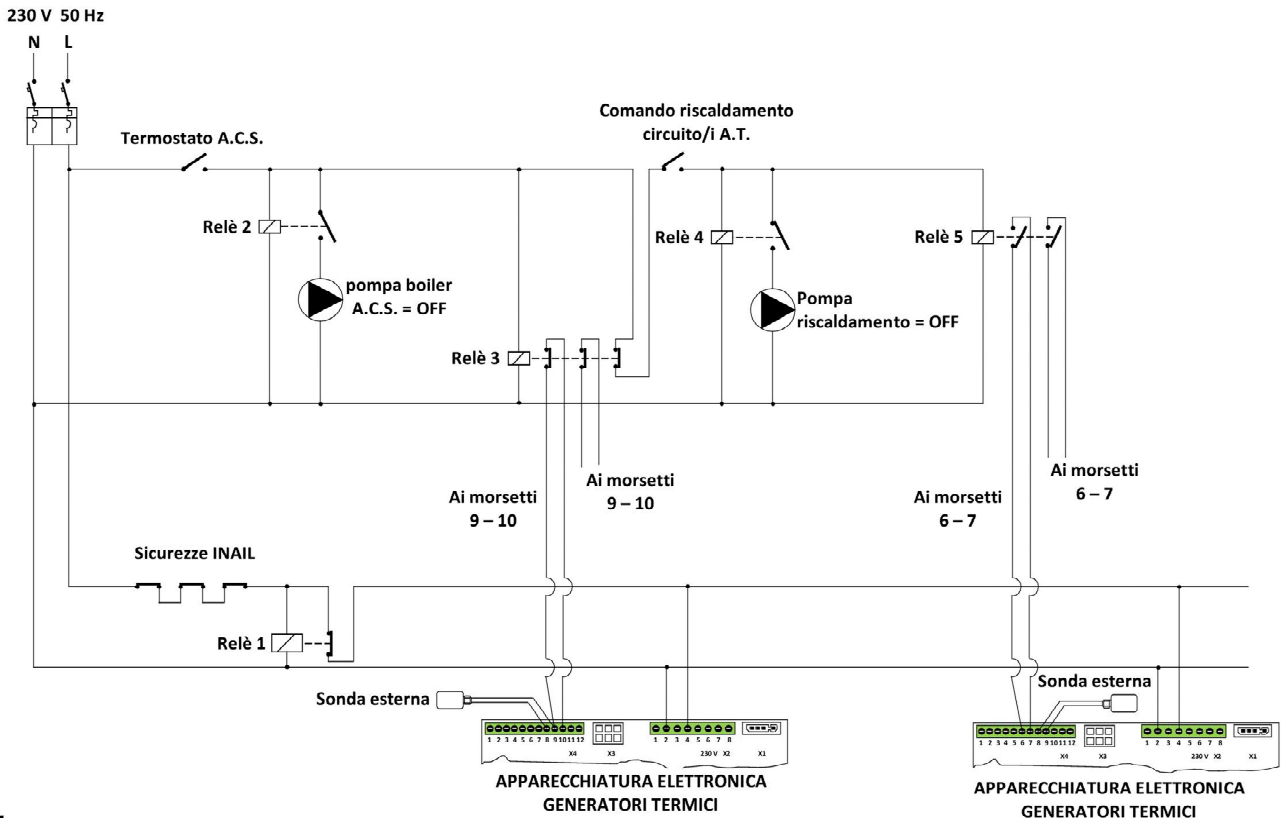 230 V 50 Hz
N L
Termostato A.C.S.
Comando riscaldamento
circuito/i A.T.
Relè 2
pompa boiler
A.C.S. = OFF
Relè 3
Relè 4
Pompa
riscaldamento = OFF
Relè 5
Ai morsetti
9 – 10
Ai morsetti
9 – 10
Ai morsetti
6 – 7
Ai morsetti
6 – 7
Sicurezze INAIL
Relè 1
Sonda esterna
Sonda esterna
1 2 3 4 5 6 7 8 9 10 11 12
X4
X3
1 2 3 4 5 6 7 8
230 V X2
X1
APPARECCHIATURA ELETTRONICA
GENERATORI TERMICI
1 2 3 4 5 6 7 8 9 10 11 12
X4
X3
1 2 3 4 5 6 7 8
230 V X2
X1
APPARECCHIATURA ELETTRONICA
GENERATORI TERMICI